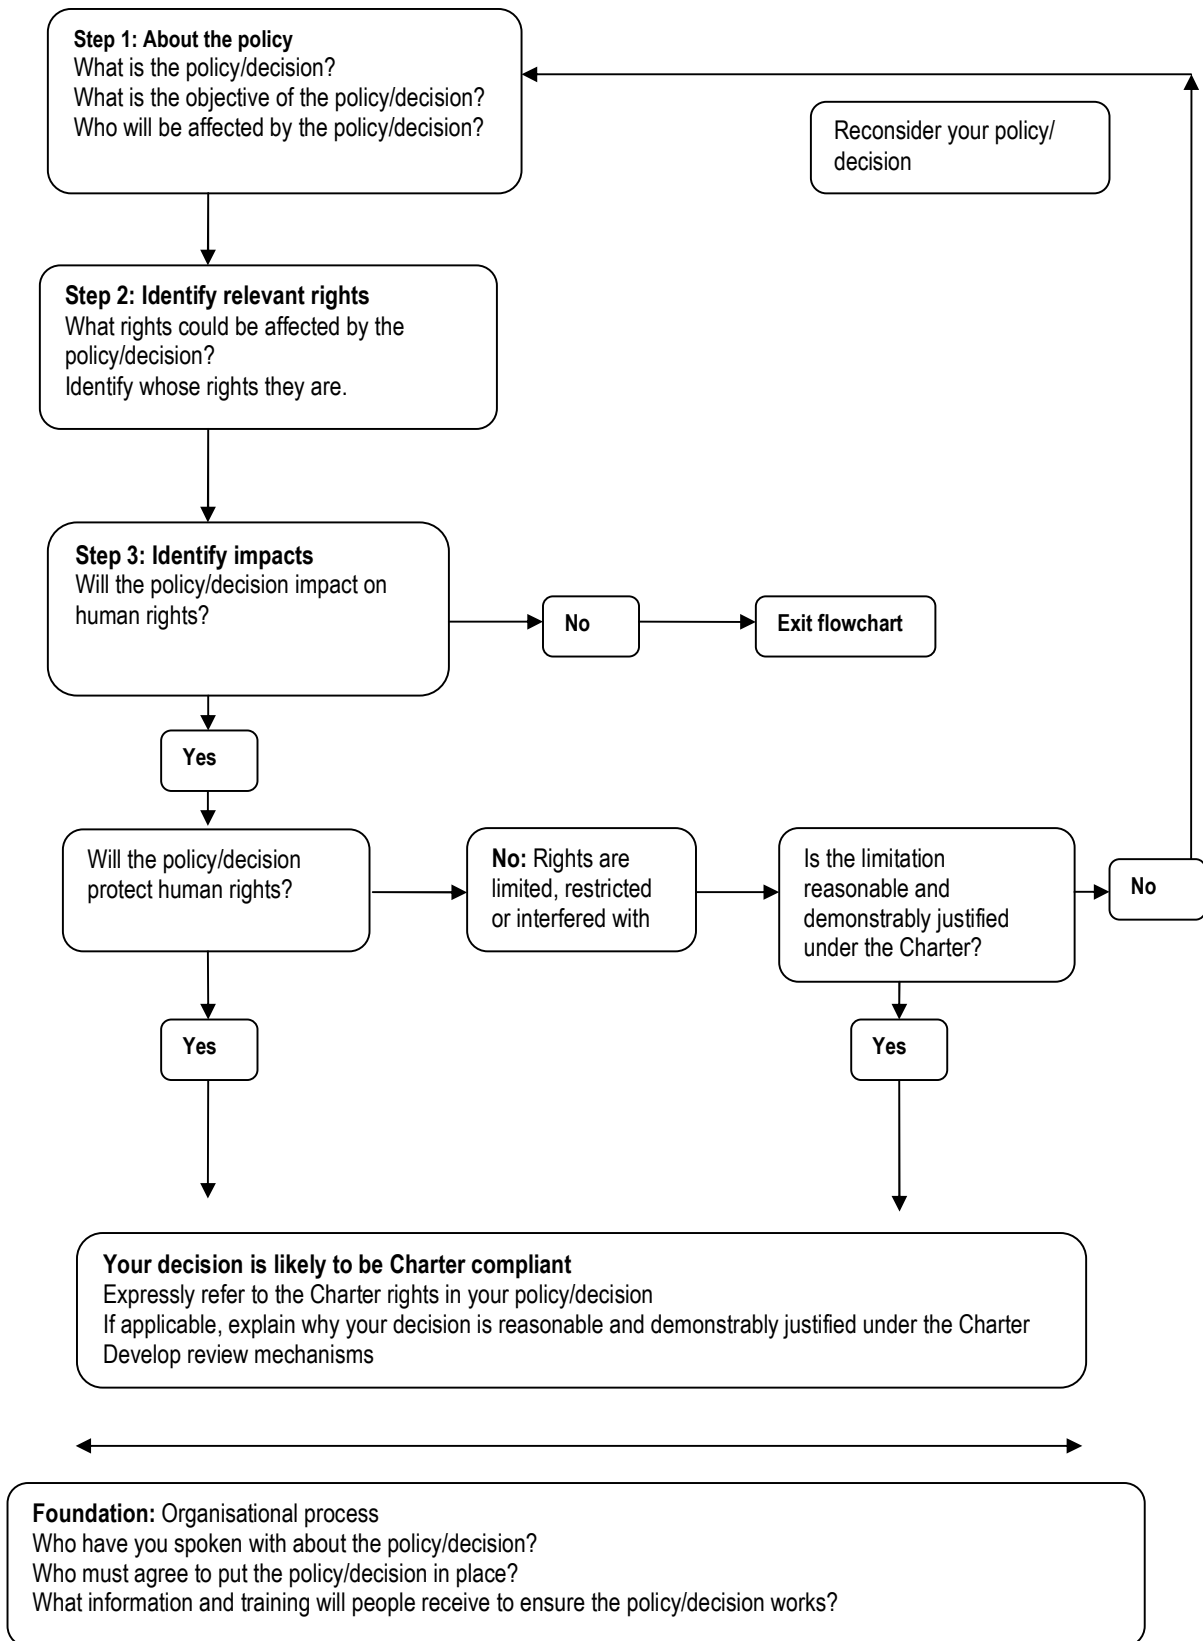 Step 1: About the policy
What is the policy/decision?
What is the objective of the policy/decision?
Who will be affected by the policy/decision?
Reconsider your policy/
decision
Step 2: Identify relevant rights
What rights could be affected by the
policy/decision?
Identify whose rights they are.
Step 3: Identify impacts
Will the policy/decision impact on
human rights?
No
Exit flowchart
Yes
Will the policy/decision
protect human rights?
No: Rights are
limited, restricted
or interfered with
Is the limitation
reasonable and
demonstrably justified
under the Charter?
No
Yes
Yes
Your decision is likely to be Charter compliant
Expressly refer to the Charter rights in your policy/decision
If applicable, explain why your decision is reasonable and demonstrably justified under the Charter
Develop review mechanisms
Foundation: Organisational process
Who have you spoken with about the policy/decision?
Who must agree to put the policy/decision in place?
What information and training will people receive to ensure the policy/decision works?